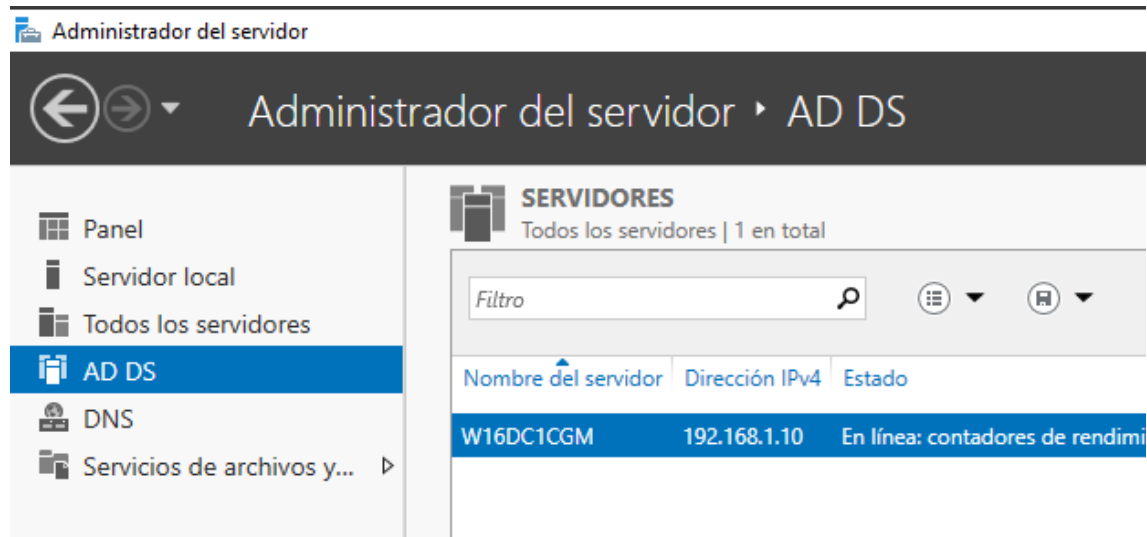 Administrador del servidor
Administrador del servidor ‣ AD DS
Panel
Servidor local
Todos los servidores
AD DS
DNS
Servicios de archivos y...
SERVIDORES
Todos los servidores | 1 en total
Filtro
Nombre del servidor Dirección IPv4 Estado
W16DC1CGM 192.168.1.10 En línea: contadores de rendimi